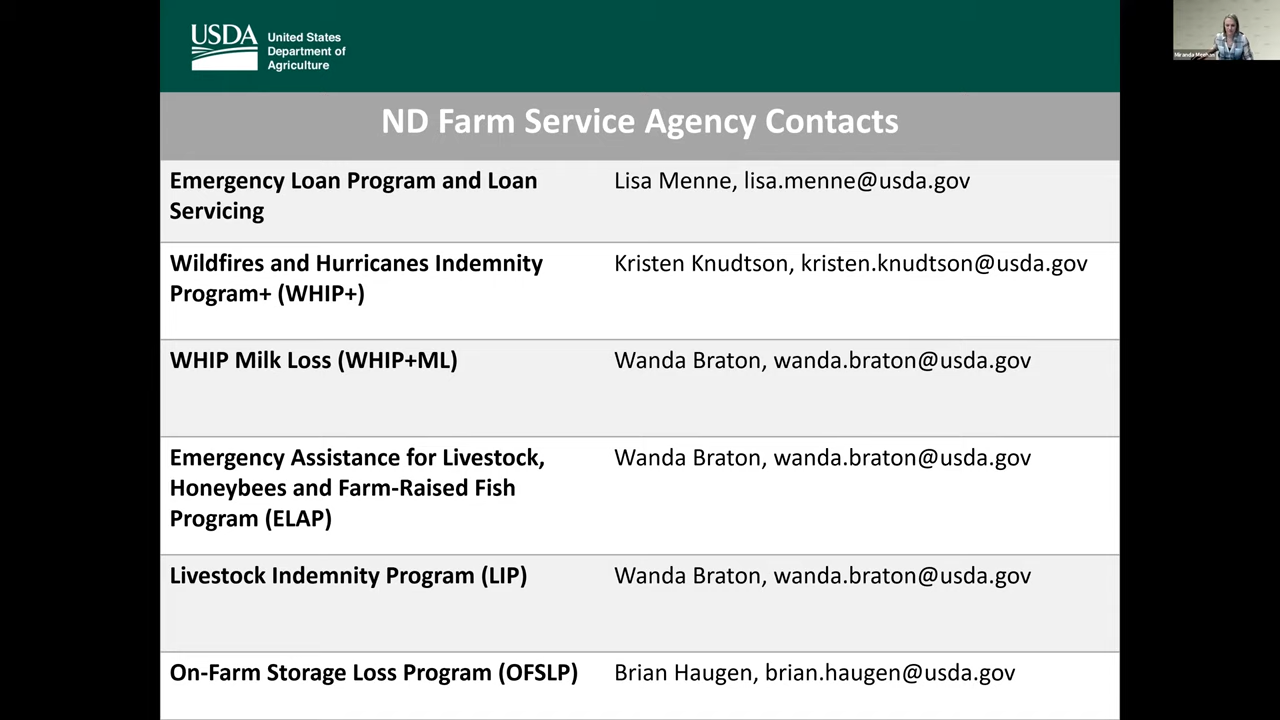 USDA
United States
Department of
Agriculture
Miranda Meehan
ND Farm Service Agency Contacts
Emergency Loan Program and Loan
Servicing
Lisa Menne, lisa.menne@usda.gov
Wildfires and Hurricanes Indemnity
Program+ (WHIP+)
Kristen Knudtson, kristen.knudtson@usda.gov
WHIP Milk Loss (WHIP+ML)
Wanda Braton, wanda.braton@usda.gov
Emergency Assistance for Livestock,
Honeybees and Farm-Raised Fish
Program (ELAP)
Wanda Braton, wanda.braton@usda.gov
Livestock Indemnity Program (LIP)
Wanda Braton, wanda.braton@usda.gov
On-Farm Storage Loss Program (OFSLP)
Brian Haugen, brian.haugen@usda.gov